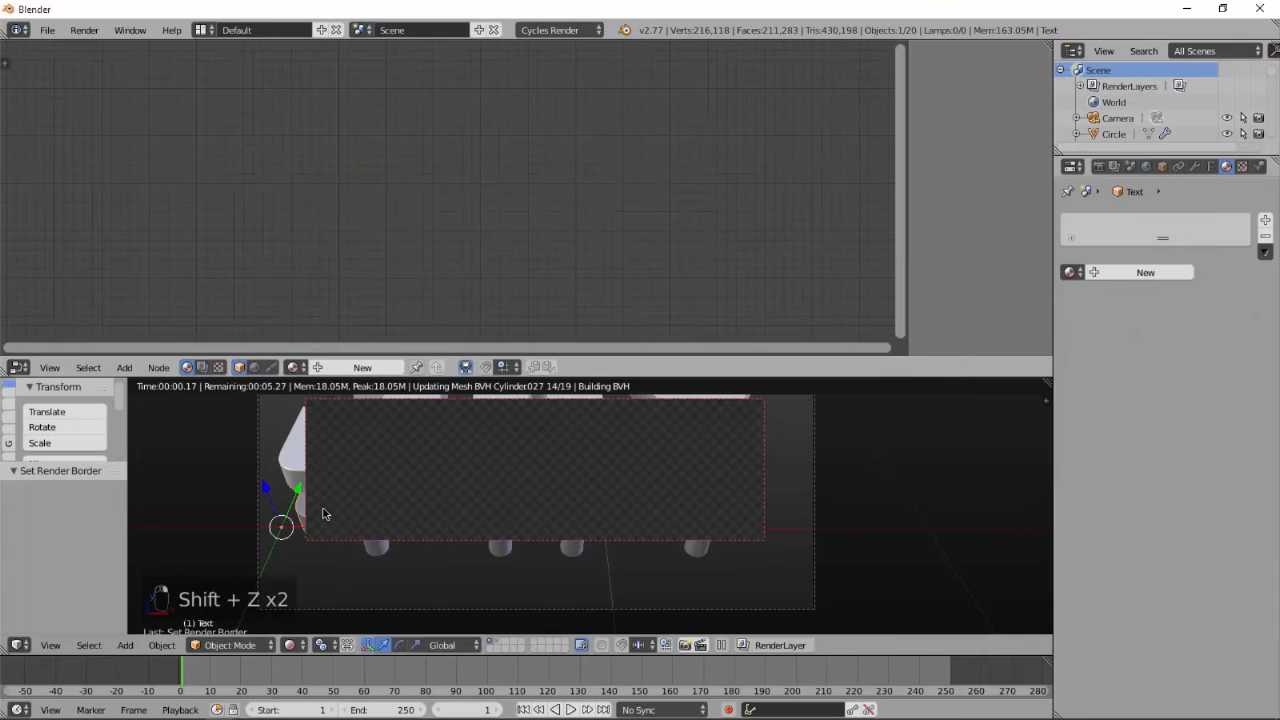 Blender
File Render Window Help Default Scene Cycles Render v2.77 | Verts:216,118 | Faces:211,283 | Tris:430,198 | Objects:1/20 | Lamps:0/0 | Mem:163.05M | Text
View Search All Scenes
Scene
RenderLayers
World
Camera
Circle
Text
New
View Select Add Node New
Transform
Time:00:00.17 | Remaining:00:05.27 | Mem:18.05M, Peak:18.05M | Updating Mesh BVH Cylinder.027 14/19 | Building BVH
Translate
Rotate
Scale
Set Render Border
Shift + Z x2
(1) Text
Last: Set Render Border
View Select Add Object Object Mode Global RenderLayer
-50 -40 -30 -20 -10 0 10 20 30 40 50 60 70 80 90 100 110 120 130 140 150 160 170 180 190 200 210 220 230 240 250 260 270 280
View Marker Frame Playback Start: 1 End: 250 1 No Sync